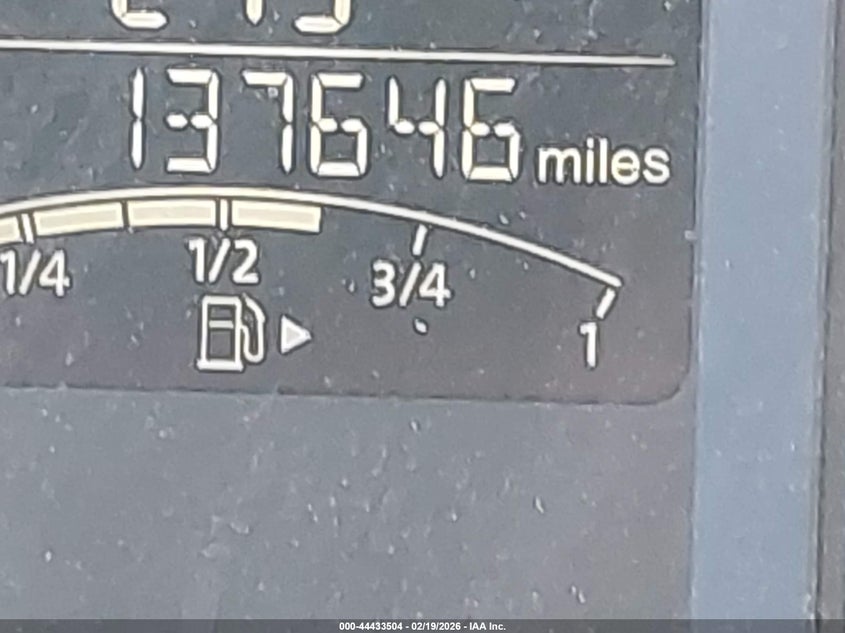 137646 miles
1/4 1/2 3/4 1
000-44433504 - 02/19/2026 - IAA Inc.